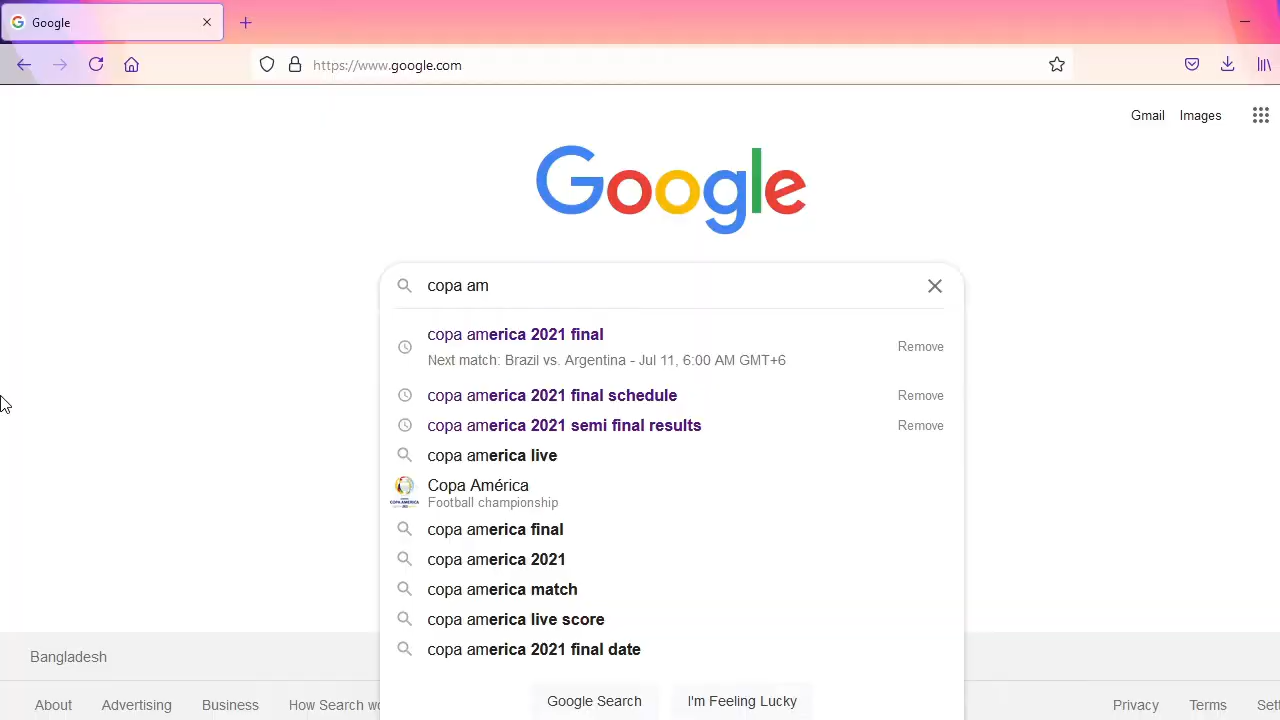 Google
https://www.google.com
Gmail Images
Google
copa am
copa america 2021 final
Next match: Brazil vs. Argentina - Jul 11, 6:00 AM GMT+6
Remove
copa america 2021 final schedule
Remove
copa america 2021 semi final results
Remove
copa america live
Copa América
Football championship
copa america final
copa america 2021
copa america match
copa america live score
copa america 2021 final date
Google Search I'm Feeling Lucky
Bangladesh
About Advertising Business How Search Privacy Terms